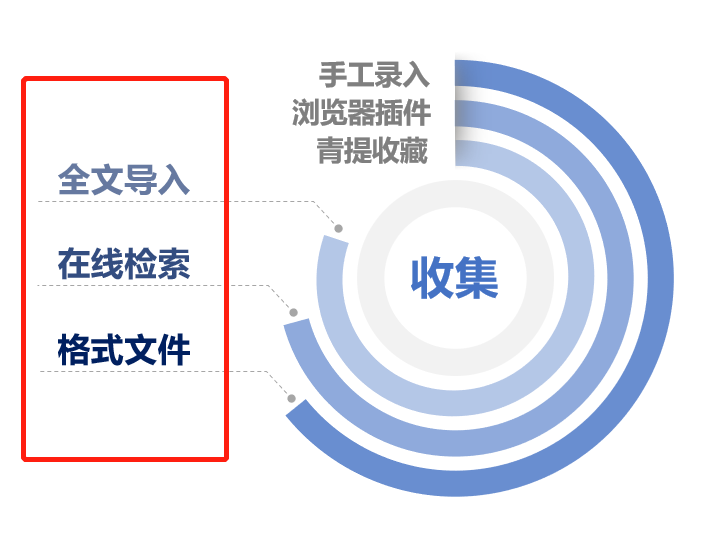 手工录入
浏览器插件
青提收藏
全文导入
在线检索
格式文件
收集